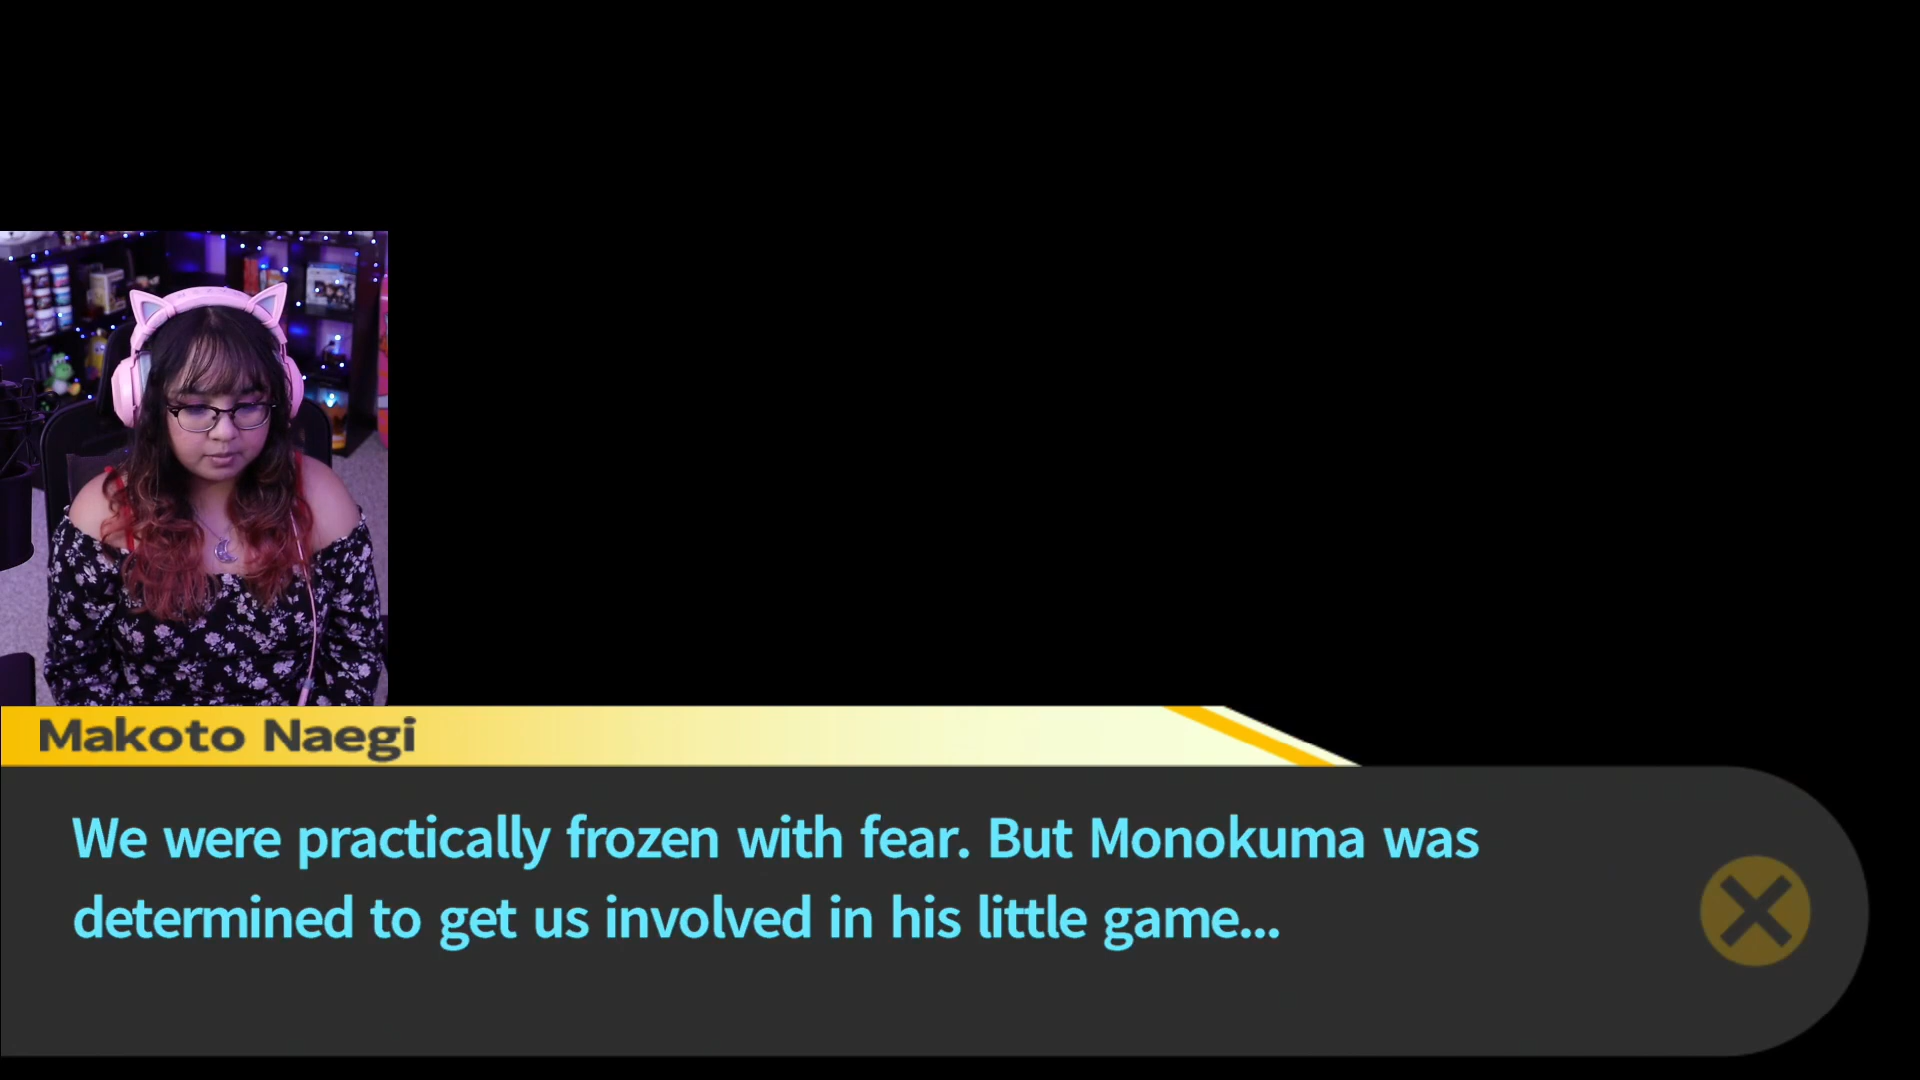 Makoto Naegi
We were practically frozen with fear. But Monokuma was
determined to get us involved in his little game...